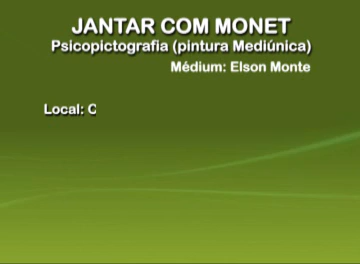 JANTAR COM MONET
Psicopictografia (pintura Mediúnica)
Médium: Elson Monte
Local: C